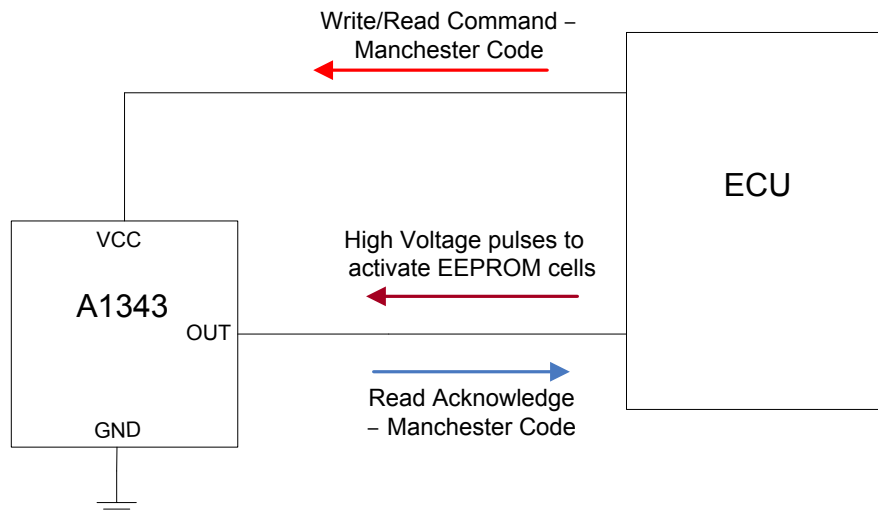 Write/Read Command –
Manchester Code
ECU
VCC
High Voltage pulses to
activate EEPROM cells
A1343
OUT
Read Acknowledge
– Manchester Code
GND